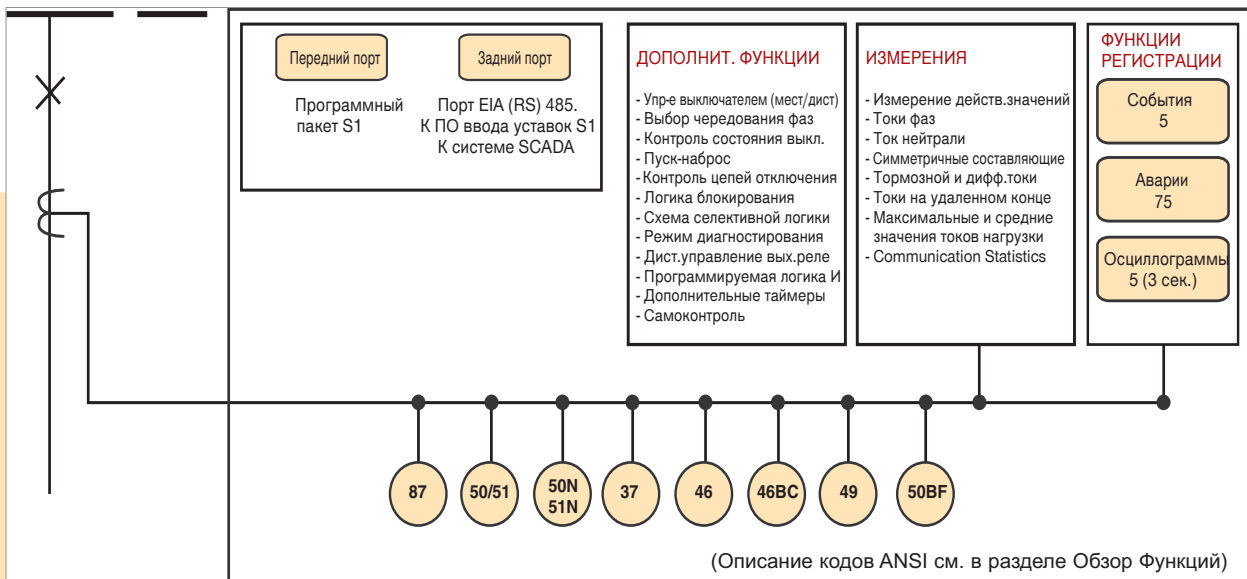 Передний порт
Программный
пакет S1
Задний порт
Порт EIA (RS) 485.
К ПО ввода уставок S1
К системе SCADA
ДОПОЛНИТ. ФУНКЦИИ
- Упр-е выключателем (мест/дист)
- Выбор чередования фаз
- Контроль состояния выкл.
- Пуск-наброс
- Контроль цепей отключения
- Логика блокирования
- Схема селективной логики
- Режим диагностирования
- Дист.управление вых.реле
- Программируемая логика И
- Дополнительные таймеры
- Самоконтроль
ИЗМЕРЕНИЯ
- Измерение действ.значений
- Токи фаз
- Ток нейтрали
- Симметричные составляющие
- Тормозной и дифф.токи
- Токи на удаленном конце
- Максимальные и средние
значения токов нагрузки
- Communication Statistics
ФУНКЦИИ
РЕГИСТРАЦИИ
События
5
Аварии
75
Осциллограммы
5 (3 сек.)
87
50/51
50N
51N
37
46
46BC
49
50BF
(Описание кодов ANSI см. в разделе Обзор Функций)